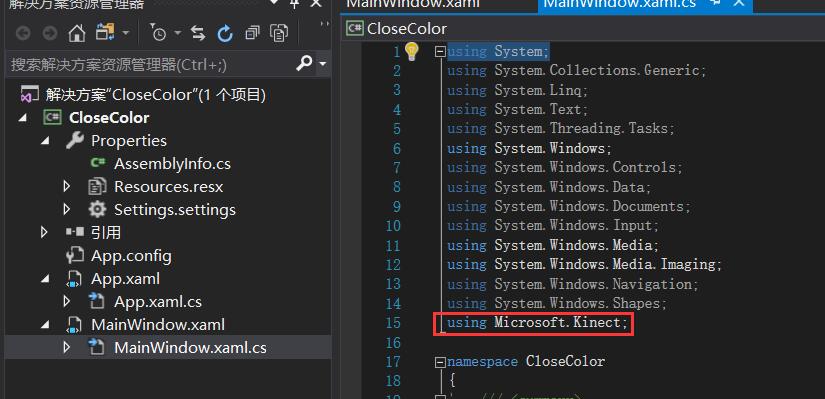 解决方案资源管理器
搜索解决方案资源管理器(Ctrl+;)
解决方案"CloseColor"(1 个项目)
CloseColor
Properties
AssemblyInfo.cs
Resources.resx
Settings.settings
引用
App.config
App.xaml
App.xaml.cs
MainWindow.xaml
MainWindow.xaml.cs
MainWindow.xaml
MainWindow.xaml.cs
CloseColor
1 using System;
2 using System.Collections.Generic;
3 using System.Linq;
4 using System.Text;
5 using System.Threading.Tasks;
6 using System.Windows;
7 using System.Windows.Controls;
8 using System.Windows.Data;
9 using System.Windows.Documents;
10 using System.Windows.Input;
11 using System.Windows.Media;
12 using System.Windows.Media.Imaging;
13 using System.Windows.Navigation;
14 using System.Windows.Shapes;
15 using Microsoft.Kinect;
16
17 namespace CloseColor
18 {